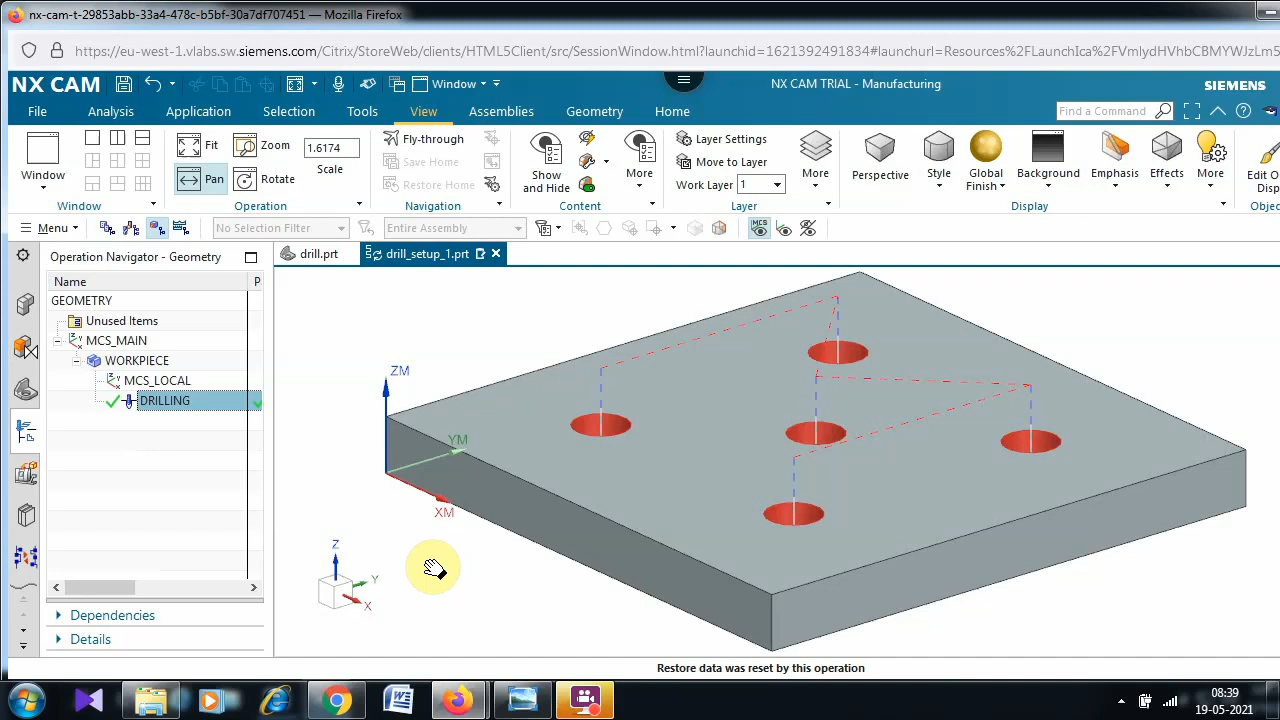 nx-cam-t-29853abb-33a4-478c-b5bf-30a7df707451 — Mozilla Firefox
https://eu-west-1.vlabs.sw.siemens.com/Citrix/StoreWeb/clients/HTML5Client/src/SessionWindow.html?launchid=1621392491834#launchurl=Resources%2FLaunchIca%2FVmlydHVhbCBMYWJzLm5
NX CAM Window NX CAM TRIAL - Manufacturing SIEMENS
File Analysis Application Selection Tools View Assemblies Geometry Home Find a Command
Fit Zoom 1.6174 Fly-through Layer Settings
Save Home Move to Layer
Window Pan Rotate Scale Restore Home Show and Hide More Work Layer 1 More Perspective Style Global Finish Background Emphasis Effects More Edit O
Window Operation Navigation Content Layer Display Objec
Menu No Selection Filter Entire Assembly MCS
Operation Navigator - Geometry drill.prt drill_setup_1.prt
Name P
GEOMETRY
Unused Items
MCS_MAIN
WORKPIECE
MCS_LOCAL
DRILLING
ZM
YM
XM
Z
Y
X
Dependencies
Details
Restore data was reset by this operation
08:39
19-05-2021